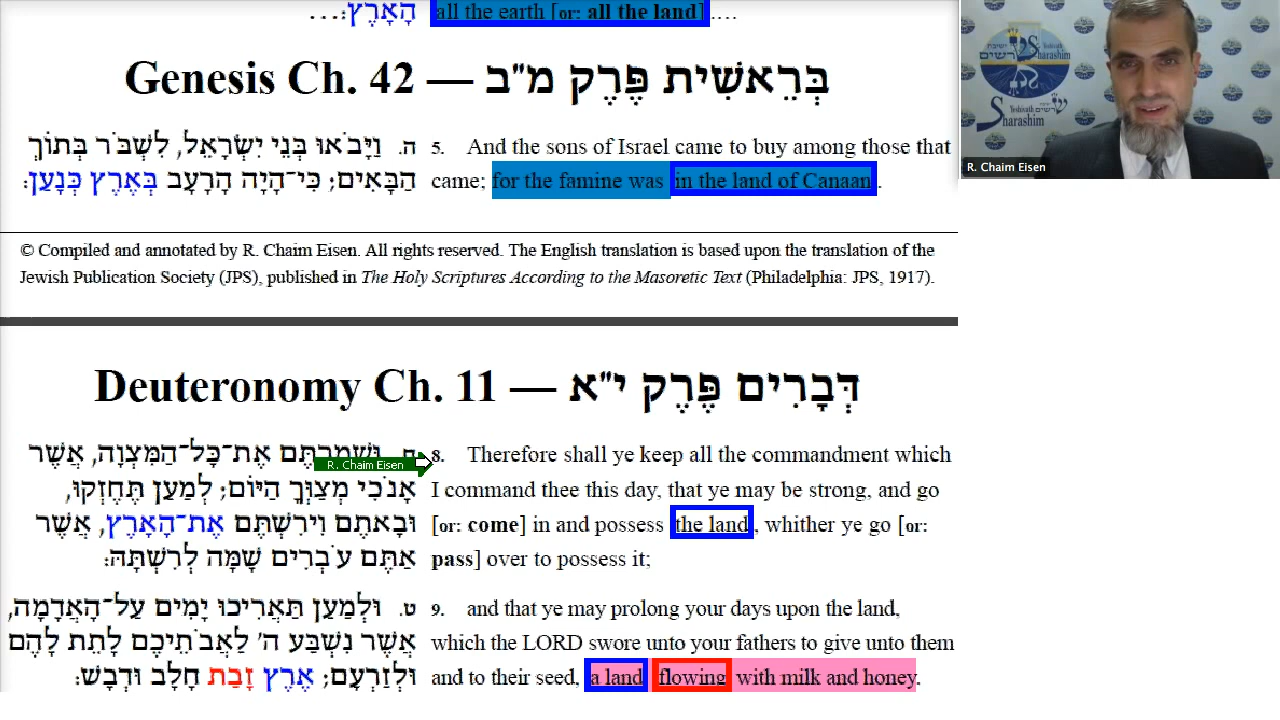 הָאָרֶץ:... all the earth [or: all the land]....
Genesis Ch. 42 — בְּרֵאשִׁית פֶּרֶק מ"ב
ה. וַיָּבֹאוּ בְּנֵי יִשְׂרָאֵל, לִשְׁבֹּר בְּתוֹךְ
הַבָּאִים; כִּי־הָיָה הָרָעָב בְּאֶרֶץ כְּנָעַן:
5. And the sons of Israel came to buy among those that
came; for the famine was in the land of Canaan.
© Compiled and annotated by R. Chaim Eisen. All rights reserved. The English translation is based upon the translation of the
Jewish Publication Society (JPS), published in The Holy Scriptures According to the Masoretic Text (Philadelphia: JPS, 1917).
Deuteronomy Ch. 11 — דְּבָרִים פֶּרֶק י"א
ח. וּשְׁמַרְתֶּם אֶת־כָּל־הַמִּצְוָה, אֲשֶׁר
אָנֹכִי מְצַוְּךָ הַיּוֹם; לְמַעַן תֶּחֶזְקוּ,
וּבָאתֶם וִירִשְׁתֶּם אֶת־הָאָרֶץ, אֲשֶׁר
אַתֶּם עֹבְרִים שָׁמָּה לְרִשְׁתָּהּ:
R. Chaim Eisen
8. Therefore shall ye keep all the commandment which
I command thee this day, that ye may be strong, and go
[or: come] in and possess the land, whither ye go [or:
pass] over to possess it;
ט. וּלְמַעַן תַּאֲרִיכוּ יָמִים עַל־הָאֲדָמָה,
אֲשֶׁר נִשְׁבַּע ה' לַאֲבֹתֵיכֶם לָתֵת לָהֶם
וּלְזַרְעָם; אֶרֶץ זָבַת חָלָב וּדְבָשׁ:
9. and that ye may prolong your days upon the land,
which the LORD swore unto your fathers to give unto them
and to their seed, a land flowing with milk and honey.
Yeshivath
Sharashim
Yeshivath
Sharashim
R. Chaim Eisen